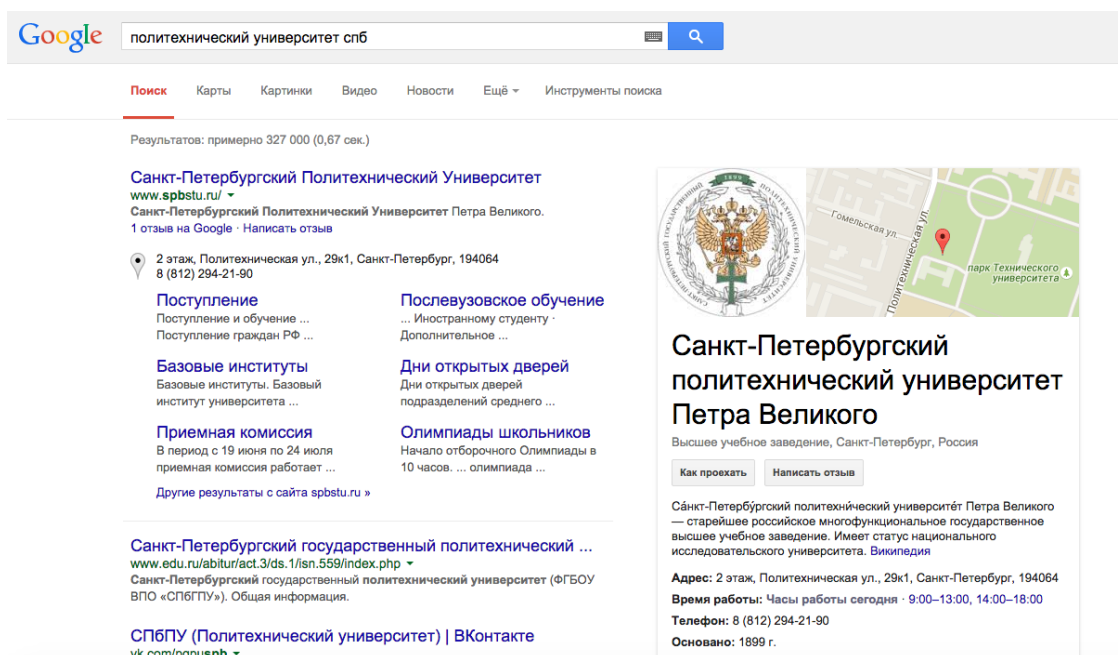 Google
политехнический университет спб
Поиск Карты Картинки Видео Новости Ещё Инструменты поиска
Результатов: примерно 327 000 (0,67 сек.)
Санкт-Петербургский Политехнический Университет
www.spbstu.ru/
Санкт-Петербургский Политехнический Университет Петра Великого.
1 отзыв на Google · Написать отзыв
2 этаж, Политехническая ул., 29к1, Санкт-Петербург, 194064
8 (812) 294-21-90
Поступление
Поступление и обучение ...
Поступление граждан РФ ...
Послевузовское обучение
... Иностранному студенту ·
Дополнительное ...
Базовые институты
Базовые институты. Базовый
институт университета ...
Дни открытых дверей
Дни открытых дверей
подразделений среднего ...
Приемная комиссия
В период с 19 июня по 24 июля
приемная комиссия работает ...
Олимпиады школьников
Начало отборочного Олимпиады в
10 часов. ... олимпиада ...
Другие результаты с сайта spbstu.ru »
Санкт-Петербургский государственный политехнический ...
www.edu.ru/abitur/act.3/ds.1/isn.559/index.php
Санкт-Петербургский государственный политехнический университет (ФГБОУ
ВПО «СПбГПУ»). Общая информация.
СПбПУ (Политехнический университет) | ВКонтакте
vk.com/pgpuspb
1899
САНКТ-ПЕТЕРБУРГСКИЙ ГОСУДАРСТВЕННЫЙ ПОЛИТЕХНИЧЕСКИЙ УНИВЕРСИТЕТ
Гомельская ул.
Политехническая ул.
парк Технического
университета
Санкт-Петербургский
политехнический университет
Петра Великого
Высшее учебное заведение, Санкт-Петербург, Россия
Как проехать Написать отзыв
Са́нкт-Петербу́ргский политехни́ческий университе́т Петра Великого
— старейшее российское многофункциональное государственное
высшее учебное заведение. Имеет статус национального
исследовательского университета. Википедия
Адрес: 2 этаж, Политехническая ул., 29к1, Санкт-Петербург, 194064
Время работы: Часы работы сегодня · 9:00–13:00, 14:00–18:00
Телефон: 8 (812) 294-21-90
Основано: 1899 г.